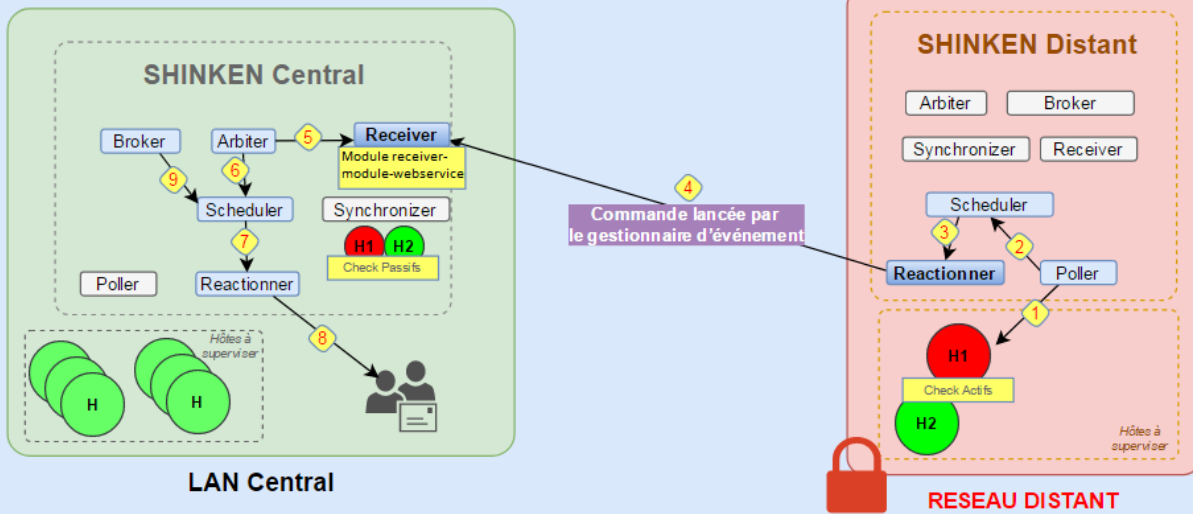 SHINKEN Central
Broker
Arbiter
5
Receiver
Module receiver-
module-webservice
9
6
Scheduler
Synchronizer
7
H1
H2
Check Passifs
Poller
Reactionner
8
Hôtes à
superviser
H
H
LAN Central
4
Commande lancée par
le gestionnaire d'événement
SHINKEN Distant
Arbiter
Broker
Synchronizer
Receiver
Scheduler
3
2
Reactionner
Poller
1
H1
Check Actifs
H2
Hôtes à
superviser
RESEAU DISTANT